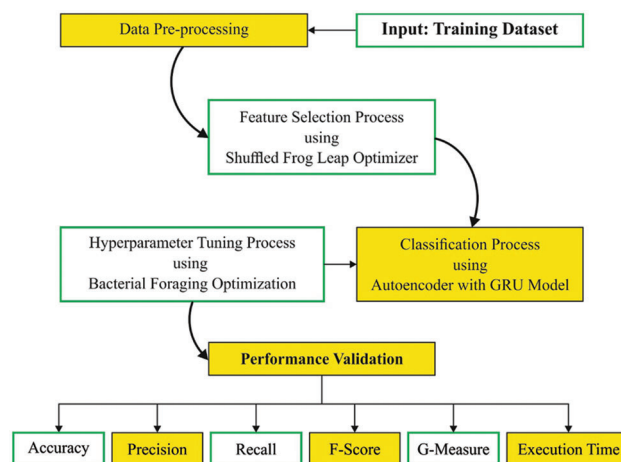 Data Pre-processing
Input: Training Dataset
Feature Selection Process
using
Shuffled Frog Leap Optimizer
Hyperparameter Tuning Process
using
Bacterial Foraging Optimization
Classification Process
using
Autoencoder with GRU Model
Performance Validation
Accuracy
Precision
Recall
F-Score
G-Measure
Execution Time